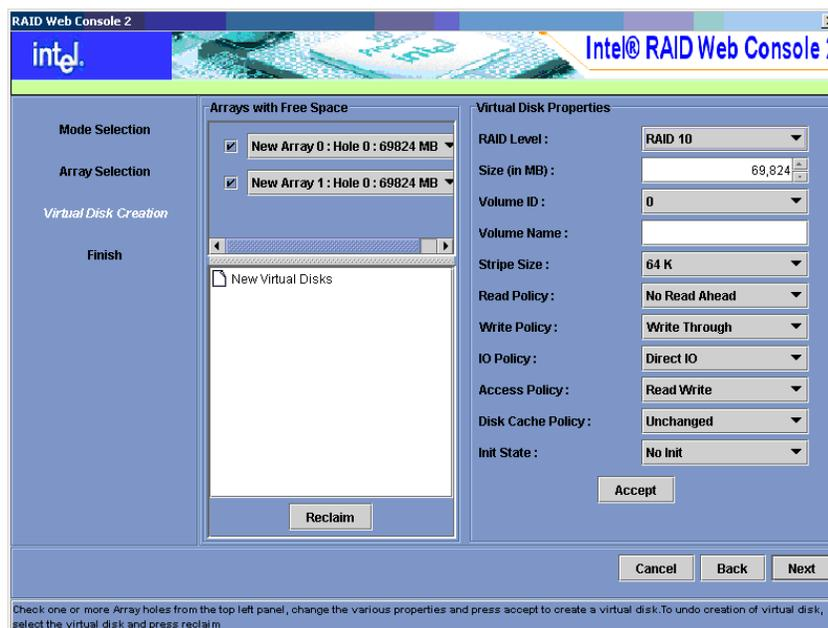 RAID Web Console 2
intel.
Intel® RAID Web Console 2
Mode Selection
Array Selection
Virtual Disk Creation
Finish
Arrays with Free Space
New Array 0 : Hole 0 : 69824 MB
New Array 1 : Hole 0 : 69824 MB
New Virtual Disks
Reclaim
Virtual Disk Properties
RAID Level : RAID 10
Size (in MB) : 69,824
Volume ID : 0
Volume Name :
Stripe Size : 64 K
Read Policy : No Read Ahead
Write Policy : Write Through
IO Policy : Direct IO
Access Policy : Read Write
Disk Cache Policy : Unchanged
Init State : No Init
Accept
Cancel Back Next
Check one or more Array holes from the top left panel, change the various properties and press accept to create a virtual disk.To undo creation of virtual disk,
select the virtual disk and press reclaim